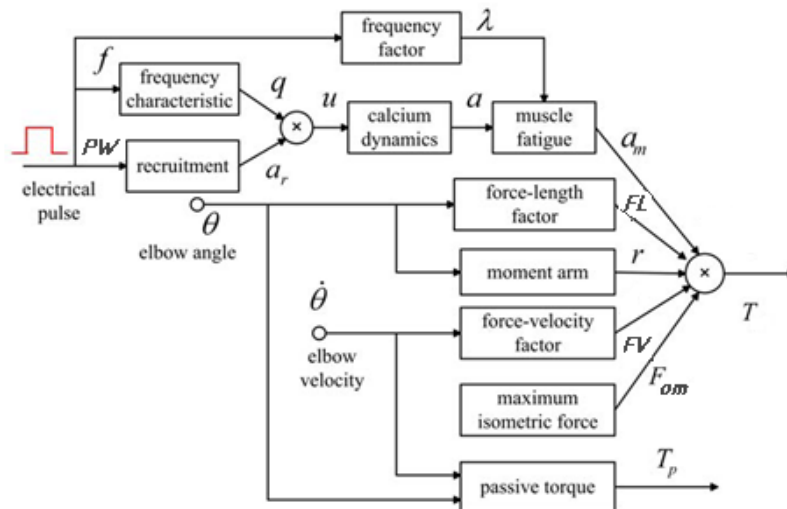 frequency
factor
λ
f
frequency
characteristic
q
×
u
calcium
dynamics
a
muscle
fatigue
a_m
PW
recruitment
a_r
electrical
pulse
θ
elbow angle
force-length
factor
FL
moment arm
r
×
T
θ̇
elbow
velocity
force-velocity
factor
FV
maximum
isometric force
F_om
passive torque
T_p